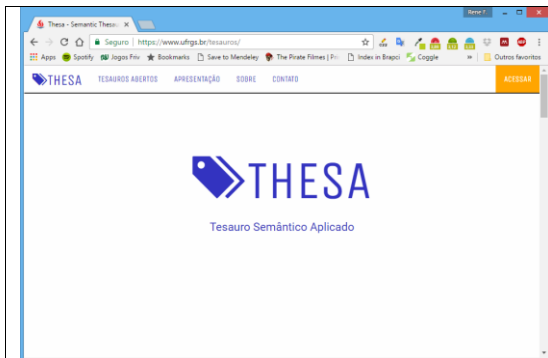 Rene F.
Thesa - Semantic Thesa
Seguro | https://www.ufrgs.br/tesauros/
Apps Spotify Jogos Friv Bookmarks Save to Mendeley The Pirate Filmes | Pri Index in Brapci Coggle » Outros favoritos
THESA TESAUROS ABERTOS APRESENTAÇÃO SOBRE CONTATO ACESSAR
THESA
Tesauro Semântico Aplicado